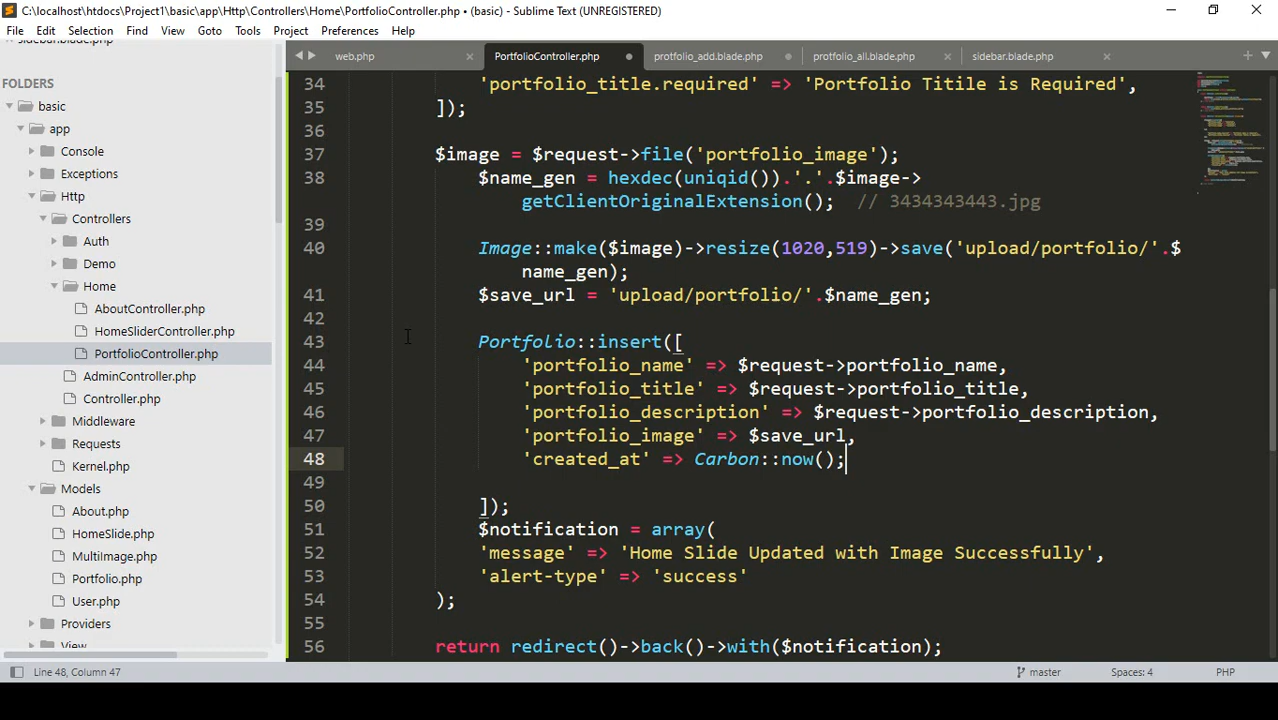 C:\localhost\htdocs\Project1\basic\app\Http\Controllers\Home\PortfolioController.php • (basic) - Sublime Text (UNREGISTERED)
File Edit Selection Find View Goto Tools Project Preferences Help
sidebar.blade.php
FOLDERS
basic
app
Console
Exceptions
Http
Controllers
Auth
Demo
Home
AboutController.php
HomeSliderController.php
PortfolioController.php
AdminController.php
Controller.php
Middleware
Requests
Kernel.php
Models
About.php
HomeSlide.php
MultiImage.php
Portfolio.php
User.php
Providers
View
web.php × PortfolioController.php • protfolio_add.blade.php • protfolio_all.blade.php × sidebar.blade.php ×
34 'portfolio_title.required' => 'Portfolio Titile is Required',
35 ]);
36
37 $image = $request->file('portfolio_image');
38 $name_gen = hexdec(uniqid()).'.'.$image->
getClientOriginalExtension();  // 3434343443.jpg
39
40 Image::make($image)->resize(1020,519)->save('upload/portfolio/'.$
name_gen);
41 $save_url = 'upload/portfolio/'.$name_gen;
42
43 Portfolio::insert([
44 'portfolio_name' => $request->portfolio_name,
45 'portfolio_title' => $request->portfolio_title,
46 'portfolio_description' => $request->portfolio_description,
47 'portfolio_image' => $save_url,
48 'created_at' => Carbon::now();
49
50 ]);
51 $notification = array(
52 'message' => 'Home Slide Updated with Image Successfully',
53 'alert-type' => 'success'
54 );
55
56 return redirect()->back()->with($notification);
Line 48, Column 47 master Spaces: 4 PHP